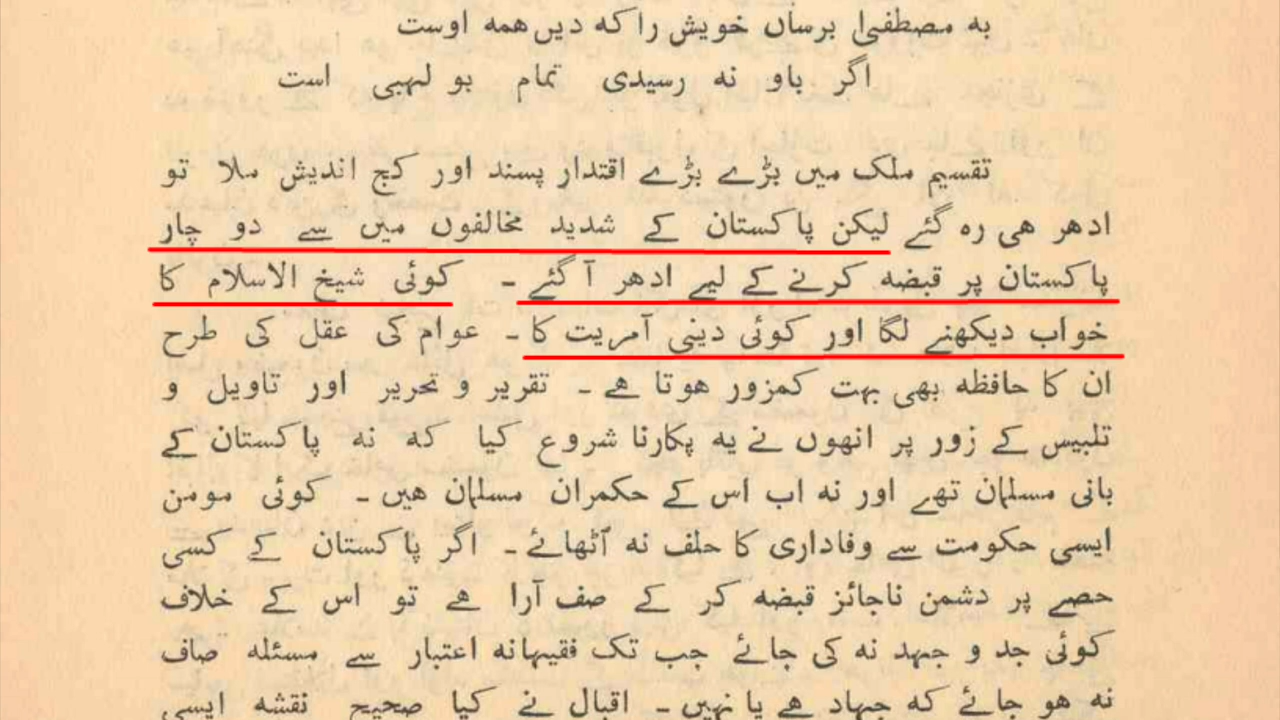 به مصطفیٰ برساں خویش را که دیں همه اوست
اگر باو نه رسیدی تمام بو لہبی است
تقسیم ملک میں بڑے بڑے اقتدار پسند اور کج اندیش ملا تو
ادھر ھی رہ گئے لیکن پاکستان کے شدید مخالفوں میں سے دو چار
پاکستان پر قبضہ کرنے کے لیے ادھر آ گئے ۔ کوئی شیخ الاسلام کا
خواب دیکھنے لگا اور کوئی دینی آمریت کا ۔ عوام کی عقل کی طرح
ان کا حافظہ بھی بہت کمزور ھوتا ھے ۔ تقریر و تحریر اور تاویل و
تلبیس کے زور پر انھوں نے یہ پکارنا شروع کیا کہ نہ پاکستان کے
بانی مسلمان تھے اور نہ اب اس کے حکمران مسلمان ھیں ۔ کوئی مومن
ایسی حکومت سے وفاداری کا حلف نہ اٹھائے ۔ اگر پاکستان کے کسی
حصے پر دشمن ناجائز قبضہ کر کے صف آرا ھے تو اس کے خلاف
کوئی جد و جہد نہ کی جائے جب تک فقیہانہ اعتبار سے مسئلہ صاف
نہ ھو جائے کہ جہاد ھے یا نہیں ۔ اقبال نے کیا صحیح نقشہ ایسی